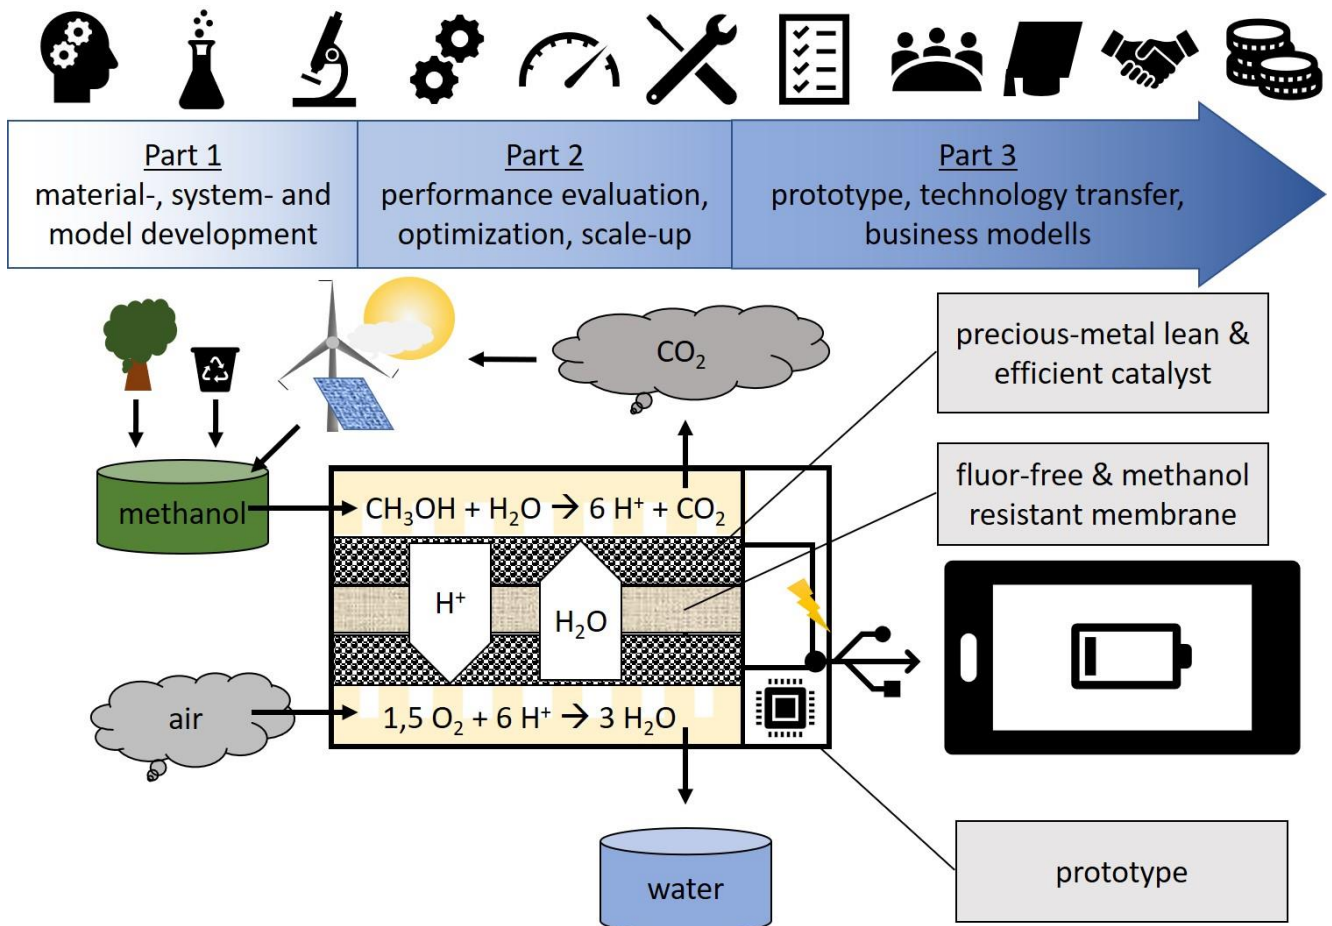 Part 1
material-, system- and
model development
Part 2
performance evaluation,
optimization, scale-up
Part 3
prototype, technology transfer,
business modells
CO₂
precious-metal lean &
efficient catalyst
fluor-free & methanol
resistant membrane
methanol
CH₃OH + H₂O → 6 H⁺ + CO₂
H⁺
H₂O
air
1,5 O₂ + 6 H⁺ → 3 H₂O
water
prototype